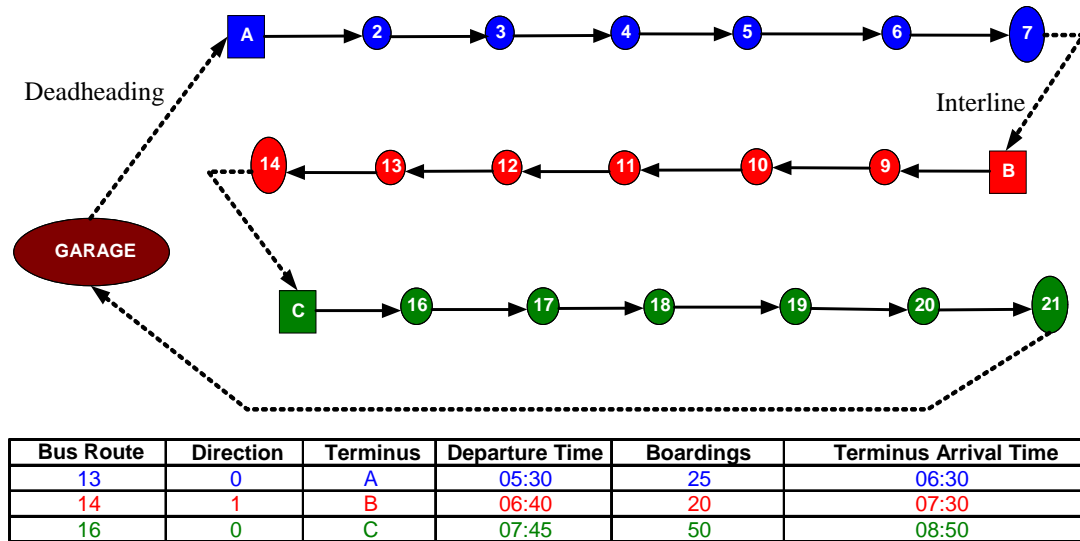 A 2 3 4 5 6 7
Deadheading
Interline
14 13 12 11 10 9 B
GARAGE
C 16 17 18 19 20 21
Bus Route Direction Terminus Departure Time Boardings Terminus Arrival Time
13 0 A 05:30 25 06:30
14 1 B 06:40 20 07:30
16 0 C 07:45 50 08:50